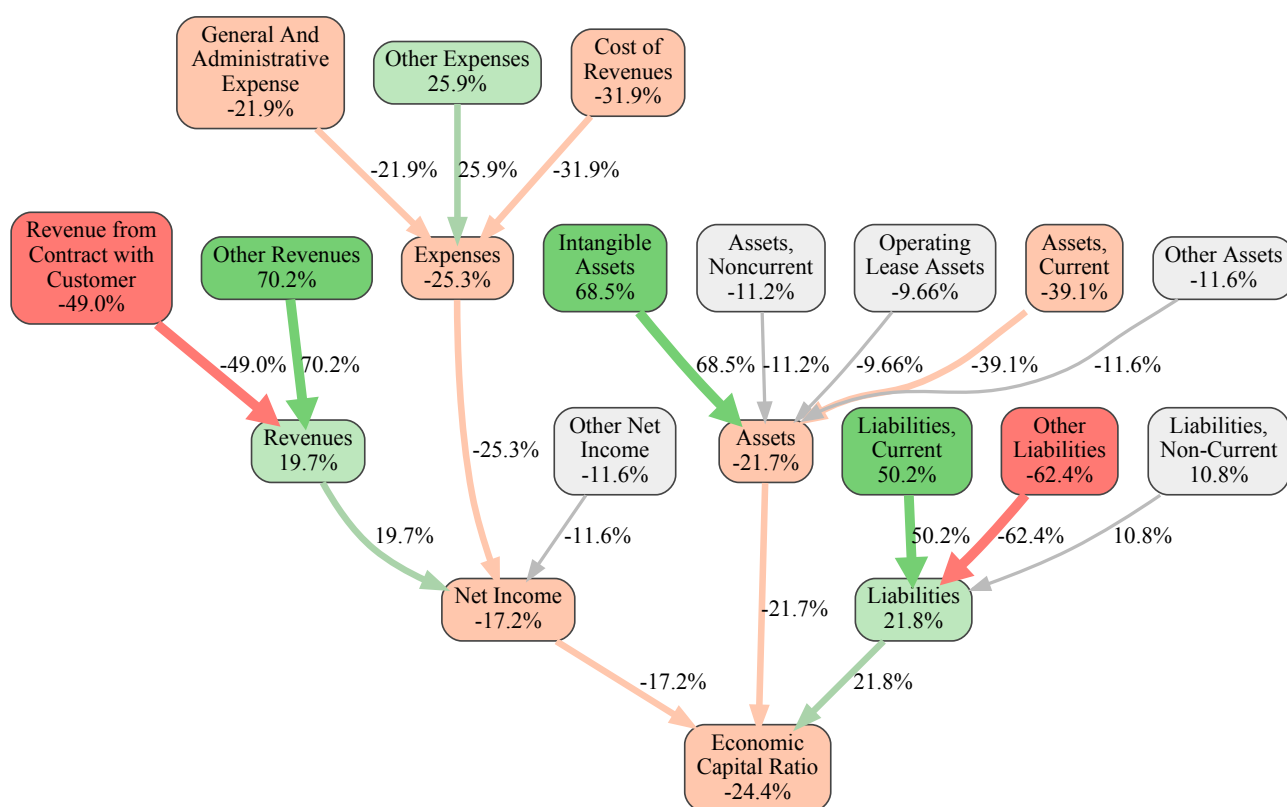 General And
Administrative
Expense
-21.9%
Other Expenses
25.9%
Cost of
Revenues
-31.9%
-21.9%
25.9%
-31.9%
Revenue from
Contract with
Customer
-49.0%
Other Revenues
70.2%
Expenses
-25.3%
Intangible
Assets
68.5%
Assets,
Noncurrent
-11.2%
Operating
Lease Assets
-9.66%
Assets,
Current
-39.1%
Other Assets
-11.6%
-49.0%
70.2%
68.5%
-11.2%
-9.66%
-39.1%
-11.6%
Revenues
19.7%
-25.3%
Other Net
Income
-11.6%
Assets
-21.7%
Liabilities,
Current
50.2%
Other
Liabilities
-62.4%
Liabilities,
Non-Current
10.8%
19.7%
-11.6%
50.2%
-62.4%
10.8%
Net Income
-17.2%
-21.7%
Liabilities
21.8%
-17.2%
21.8%
Economic
Capital Ratio
-24.4%